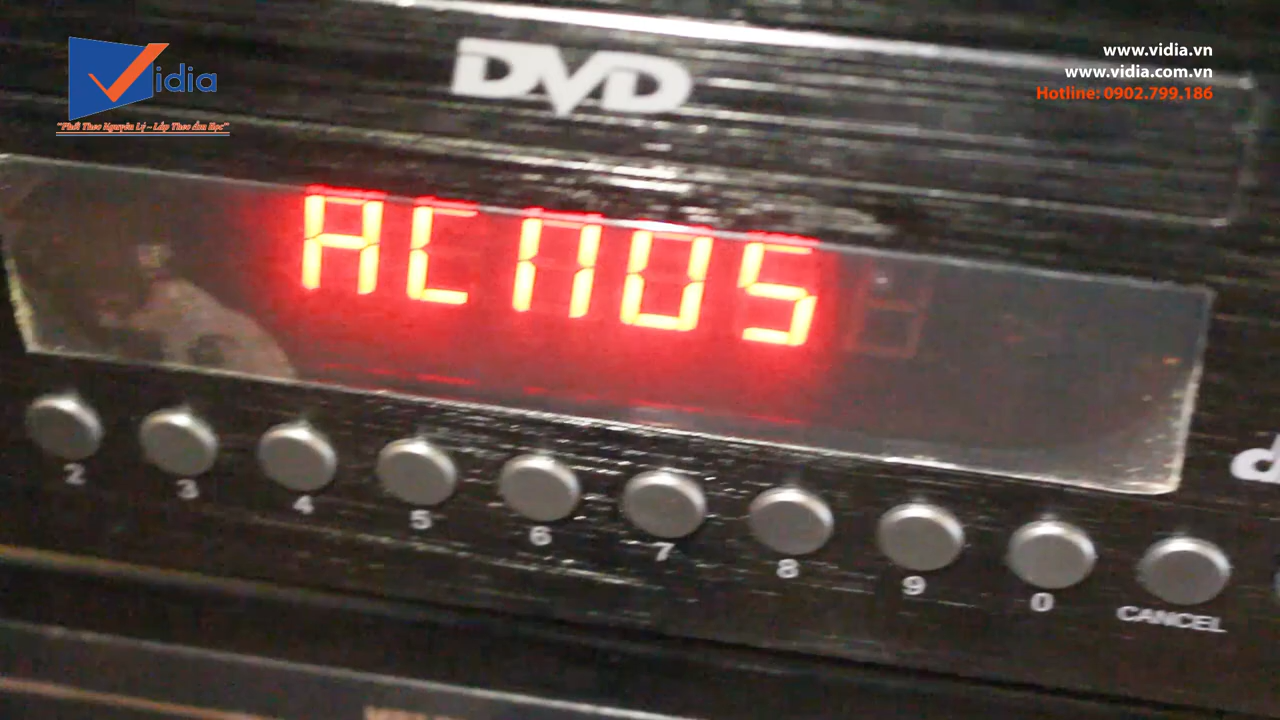 Vidia
"Phối Theo Nguyên Lý – Lắp Theo Âm Học"
www.vidia.vn
www.vidia.com.vn
Hotline: 0902.799.186
DVD
ACNOS
2 3 4 5 6 7 8 9 0 CANCEL